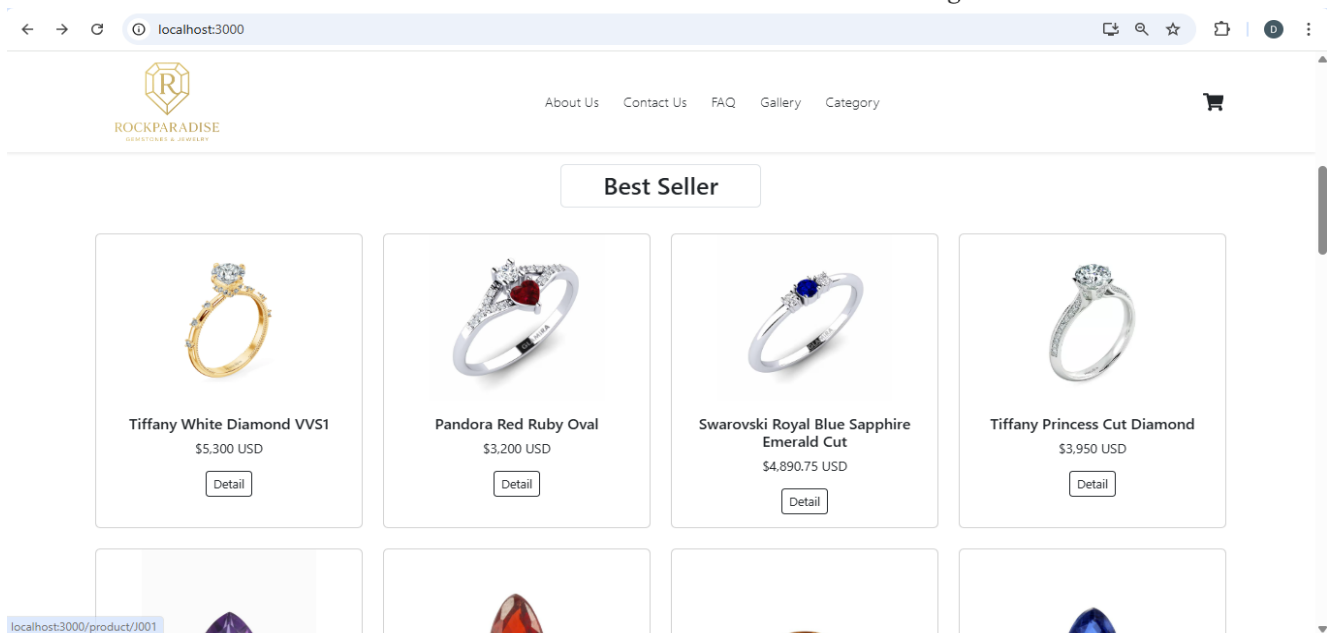 localhost:3000
R
ROCKPARADISE
GEMSTONES & JEWELRY
About Us Contact Us FAQ Gallery Category
D
Best Seller
Tiffany White Diamond VVS1
$5,300 USD
Detail
Pandora Red Ruby Oval
$3,200 USD
Detail
Swarovski Royal Blue Sapphire
Emerald Cut
$4,890.75 USD
Detail
Tiffany Princess Cut Diamond
$3,950 USD
Detail
localhost:3000/product/J001